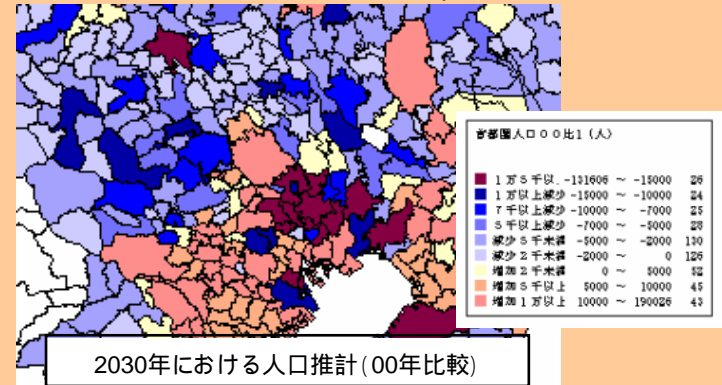 首都圏人口００比１（人）
１万５千以. -131606 ～ -15000 26
１万以上減少 -15000 ～ -10000 24
７千以上減少 -10000 ～ -7000 25
５千以上減少 -7000 ～ -5000 28
減少５千未満 -5000 ～ -2000 130
減少２千未満 -2000 ～ 0 126
増加２千未満 0 ～ 5000 52
増加５千以上 5000 ～ 10000 45
増加１万以上 10000 ～ 190026 43
2030年における人口推計(00年比較)